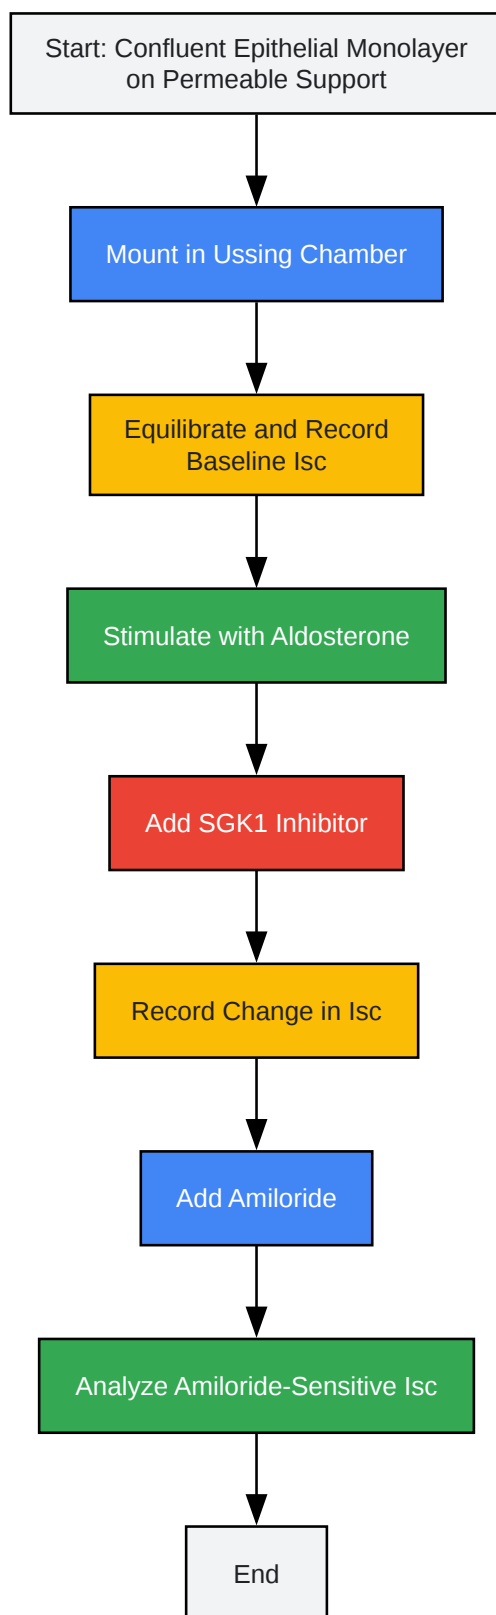 Start: Confluent Epithelial Monolayer
on Permeable Support
Mount in Ussing Chamber
Equilibrate and Record
Baseline Isc
Stimulate with Aldosterone
Add SGK1 Inhibitor
Record Change in Isc
Add Amiloride
Analyze Amiloride-Sensitive Isc
End